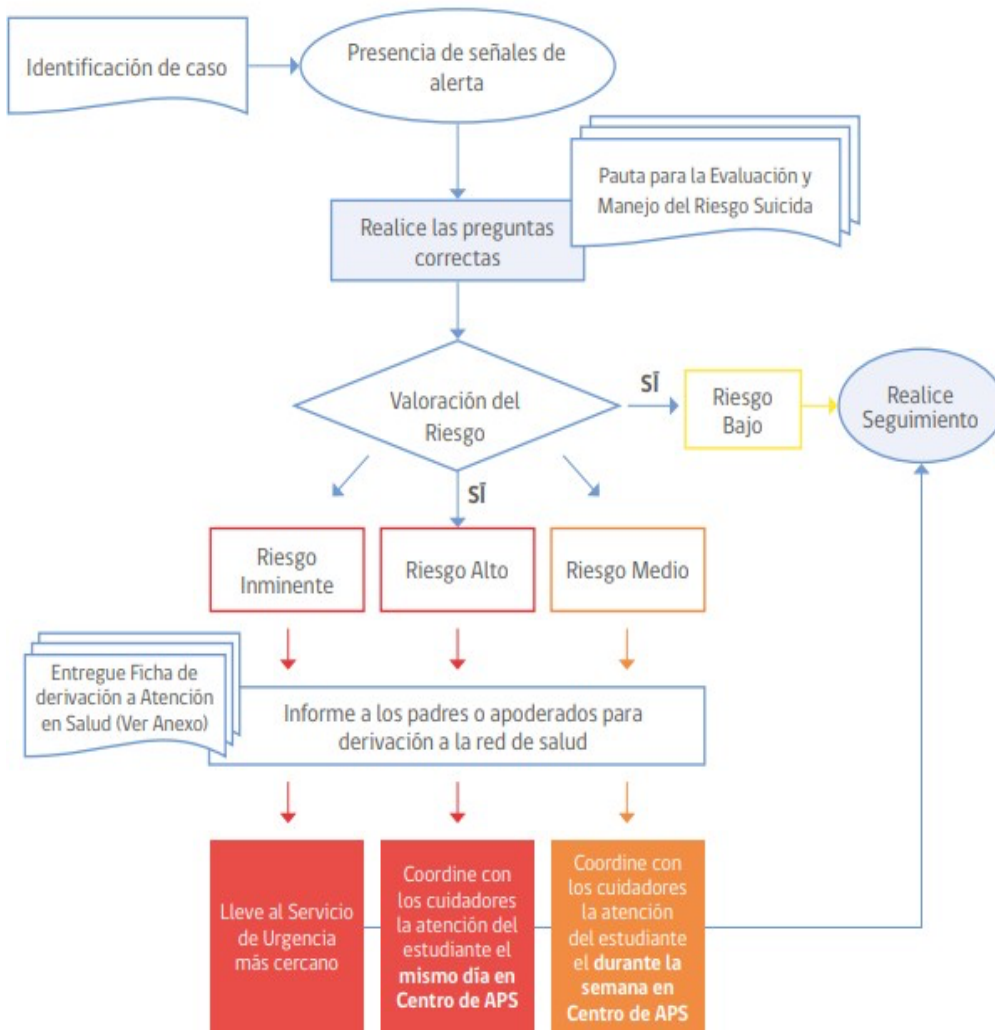 Identificación de caso
Presencia de señales de
alerta
Pauta para la Evaluación y
Manejo del Riesgo Suicida
Realice las preguntas
correctas
Valoración del
Riesgo
SÍ
Riesgo
Bajo
Realice
Seguimiento
SÍ
Riesgo
Inminente
Riesgo Alto
Riesgo Medio
Entregue Ficha de
derivación a Atención
en Salud (Ver Anexo)
Informe a los padres o apoderados para
derivación a la red de salud
Lleve al Servicio
de Urgencia
más cercano
Coordine con
los cuidadores
la atención del
estudiante el
mismo día en
Centro de APS
Coordine con
los cuidadores
la atención
del estudiante
el durante la
semana en
Centro de APS